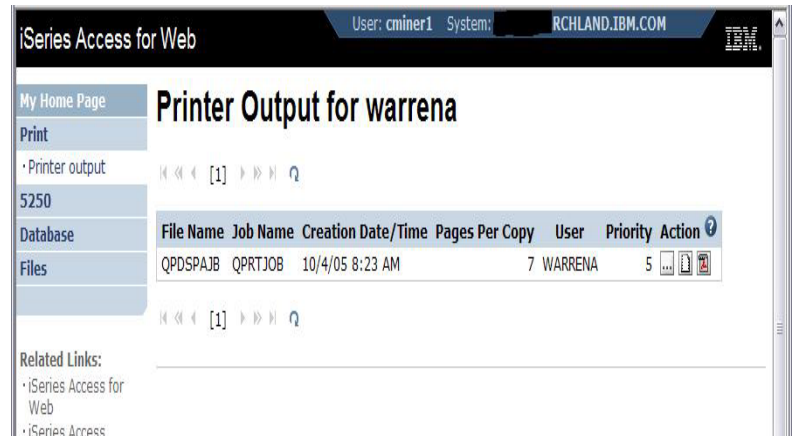 iSeries Access for Web
User: cminer1 System: RCHLAND.IBM.COM
IBM.
My Home Page
Print
· Printer output
5250
Database
Files
Related Links:
· iSeries Access for
Web
· iSeries Access
Printer Output for warrena
[1]
File Name Job Name Creation Date/Time Pages Per Copy User Priority Action ?
QPDSPAJB QPRTJOB 10/4/05 8:23 AM 7 WARRENA 5 ...
[1]